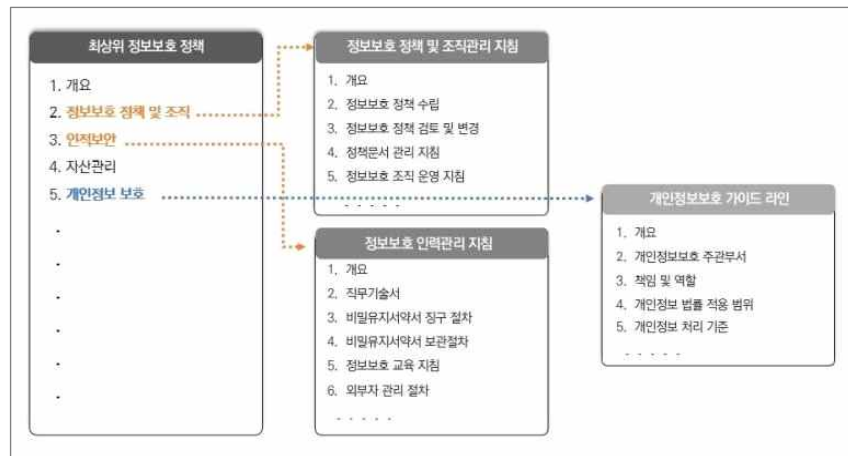 최상위 정보보호 정책
1. 개요
2. 정보보호 정책 및 조직
3. 인적보안
4. 자산관리
5. 개인정보 보호
정보보호 정책 및 조직관리 지침
1. 개요
2. 정보보호 정책 수립
3. 정보보호 정책 검토 및 변경
4. 정책문서 관리 지침
5. 정보보호 조직 운영 지침
- - - - -
정보보호 인력관리 지침
1. 개요
2. 직무기술서
3. 비밀유지서약서 징구 절차
4. 비밀유지서약서 보관절차
5. 정보보호 교육 지침
6. 외부자 관리 절차
- - - - -
개인정보보호 가이드 라인
1. 개요
2. 개인정보보호 주관부서
3. 책임 및 역할
4. 개인정보 법률 적용 범위
5. 개인정보 처리 기준
- - - - -